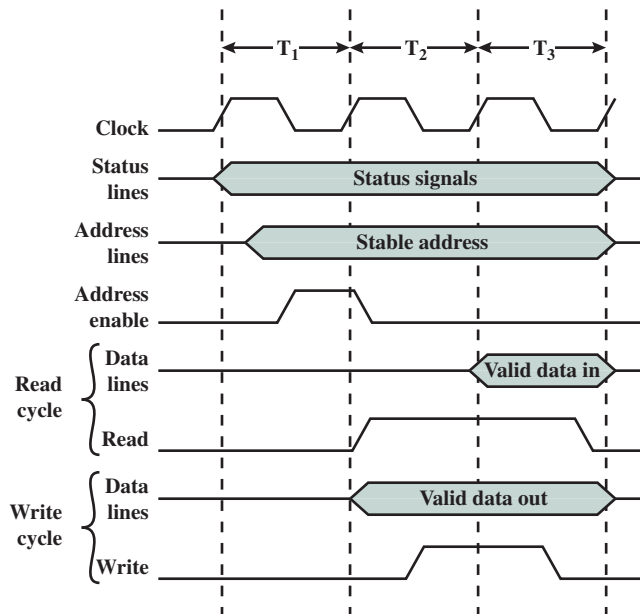 T1 T2 T3
Clock
Status lines
Status signals
Address lines
Stable address
Address enable
Read cycle
Data lines
Valid data in
Read
Write cycle
Data lines
Valid data out
Write